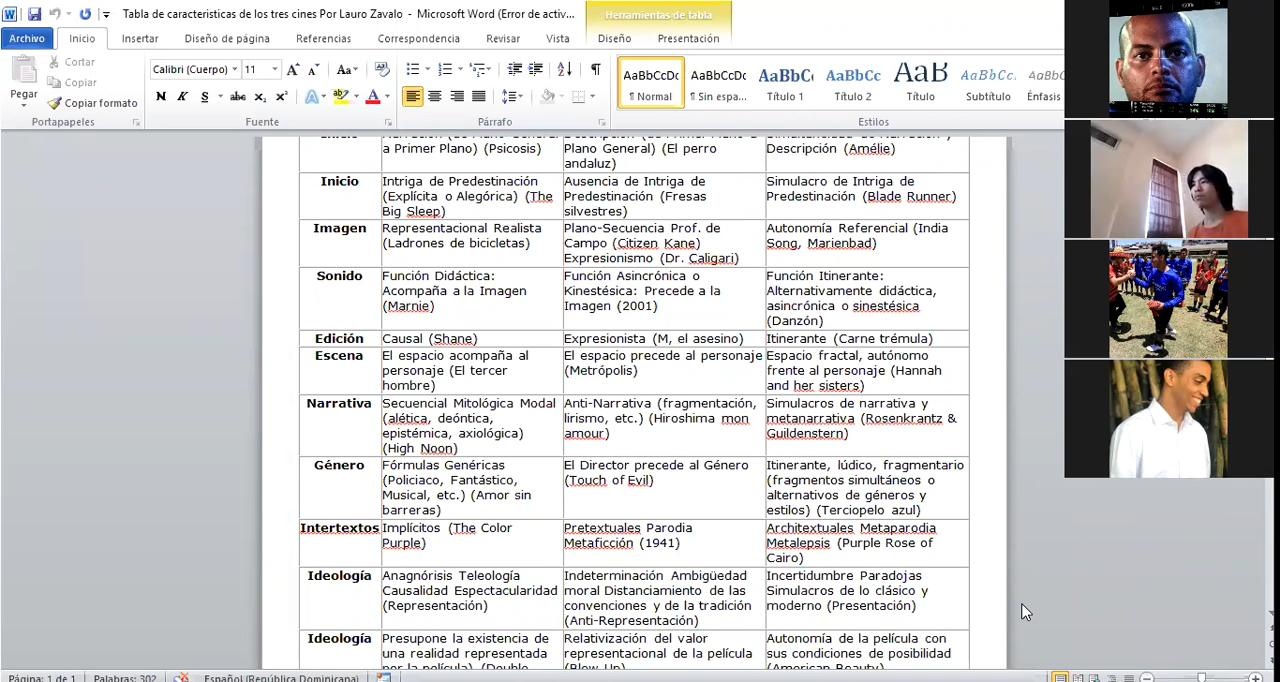 Tabla de caracteristicas de los tres cines Por Lauro Zavalo - Microsoft Word (Error de activ...
Herramientas de tabla
Archivo Inicio Insertar Diseño de página Referencias Correspondencia Revisar Vista Diseño Presentación
Cortar
Copiar
Copiar formato
Pegar
Calibri (Cuerpo) 11
AaBbCcDc AaBbCcDc AaBbCc AaBbCc AaB AaBbCcDc
¶ Normal ¶ Sin espa... Título 1 Título 2 Título Subtítulo Énfasis
Portapapeles Fuente Párrafo Estilos
a Primer Plano) (Psicosis)
Plano General) (El perro
andaluz)
Descripción (Amélie)
Inicio
Intriga de Predestinación
(Explícita o Alegórica) (The
Big Sleep)
Ausencia de Intriga de
Predestinación (Fresas
silvestres)
Simulacro de Intriga de
Predestinación (Blade Runner)
Imagen
Representacional Realista
(Ladrones de bicicletas)
Plano-Secuencia Prof. de
Campo (Citizen Kane)
Expresionismo (Dr. Caligari)
Autonomía Referencial (India
Song, Marienbad)
Sonido
Función Didáctica:
Acompaña a la Imagen
(Marnie)
Función Asincrónica o
Kinestésica: Precede a la
Imagen (2001)
Función Itinerante:
Alternativamente didáctica,
asincrónica o sinestésica
(Danzón)
Edición
Causal (Shane)
Expresionista (M, el asesino)
Itinerante (Carne trémula)
Escena
El espacio acompaña al
personaje (El tercer
hombre)
El espacio precede al personaje
(Metrópolis)
Espacio fractal, autónomo
frente al personaje (Hannah
and her sisters)
Narrativa
Secuencial Mitológica Modal
(alética, deóntica,
epistémica, axiológica)
(High Noon)
Anti-Narrativa (fragmentación,
lirismo, etc.) (Hiroshima mon
amour)
Simulacros de narrativa y
metanarrativa (Rosenkrantz &
Guildenstern)
Género
Fórmulas Genéricas
(Policiaco, Fantástico,
Musical, etc.) (Amor sin
barreras)
El Director precede al Género
(Touch of Evil)
Itinerante, lúdico, fragmentario
(fragmentos simultáneos o
alternativos de géneros y
estilos) (Terciopelo azul)
Intertextos
Implícitos (The Color
Purple)
Pretextuales Parodia
Metaficción (1941)
Architextuales Metaparodia
Metalepsis (Purple Rose of
Cairo)
Ideología
Anagnórisis Teleología
Causalidad Espectacularidad
(Representación)
Indeterminación Ambigüedad
moral Distanciamiento de las
convenciones y de la tradición
(Anti-Representación)
Incertidumbre Paradojas
Simulacros de lo clásico y
moderno (Presentación)
Ideología
Presupone la existencia de
una realidad representada
por la película) (Double
Relativización del valor
representacional de la película
(Blow Up)
Autonomía de la película con
sus condiciones de posibilidad
(American Beauty)
Página: 1 de 1 Palabras: 302 Español (República Dominicana)